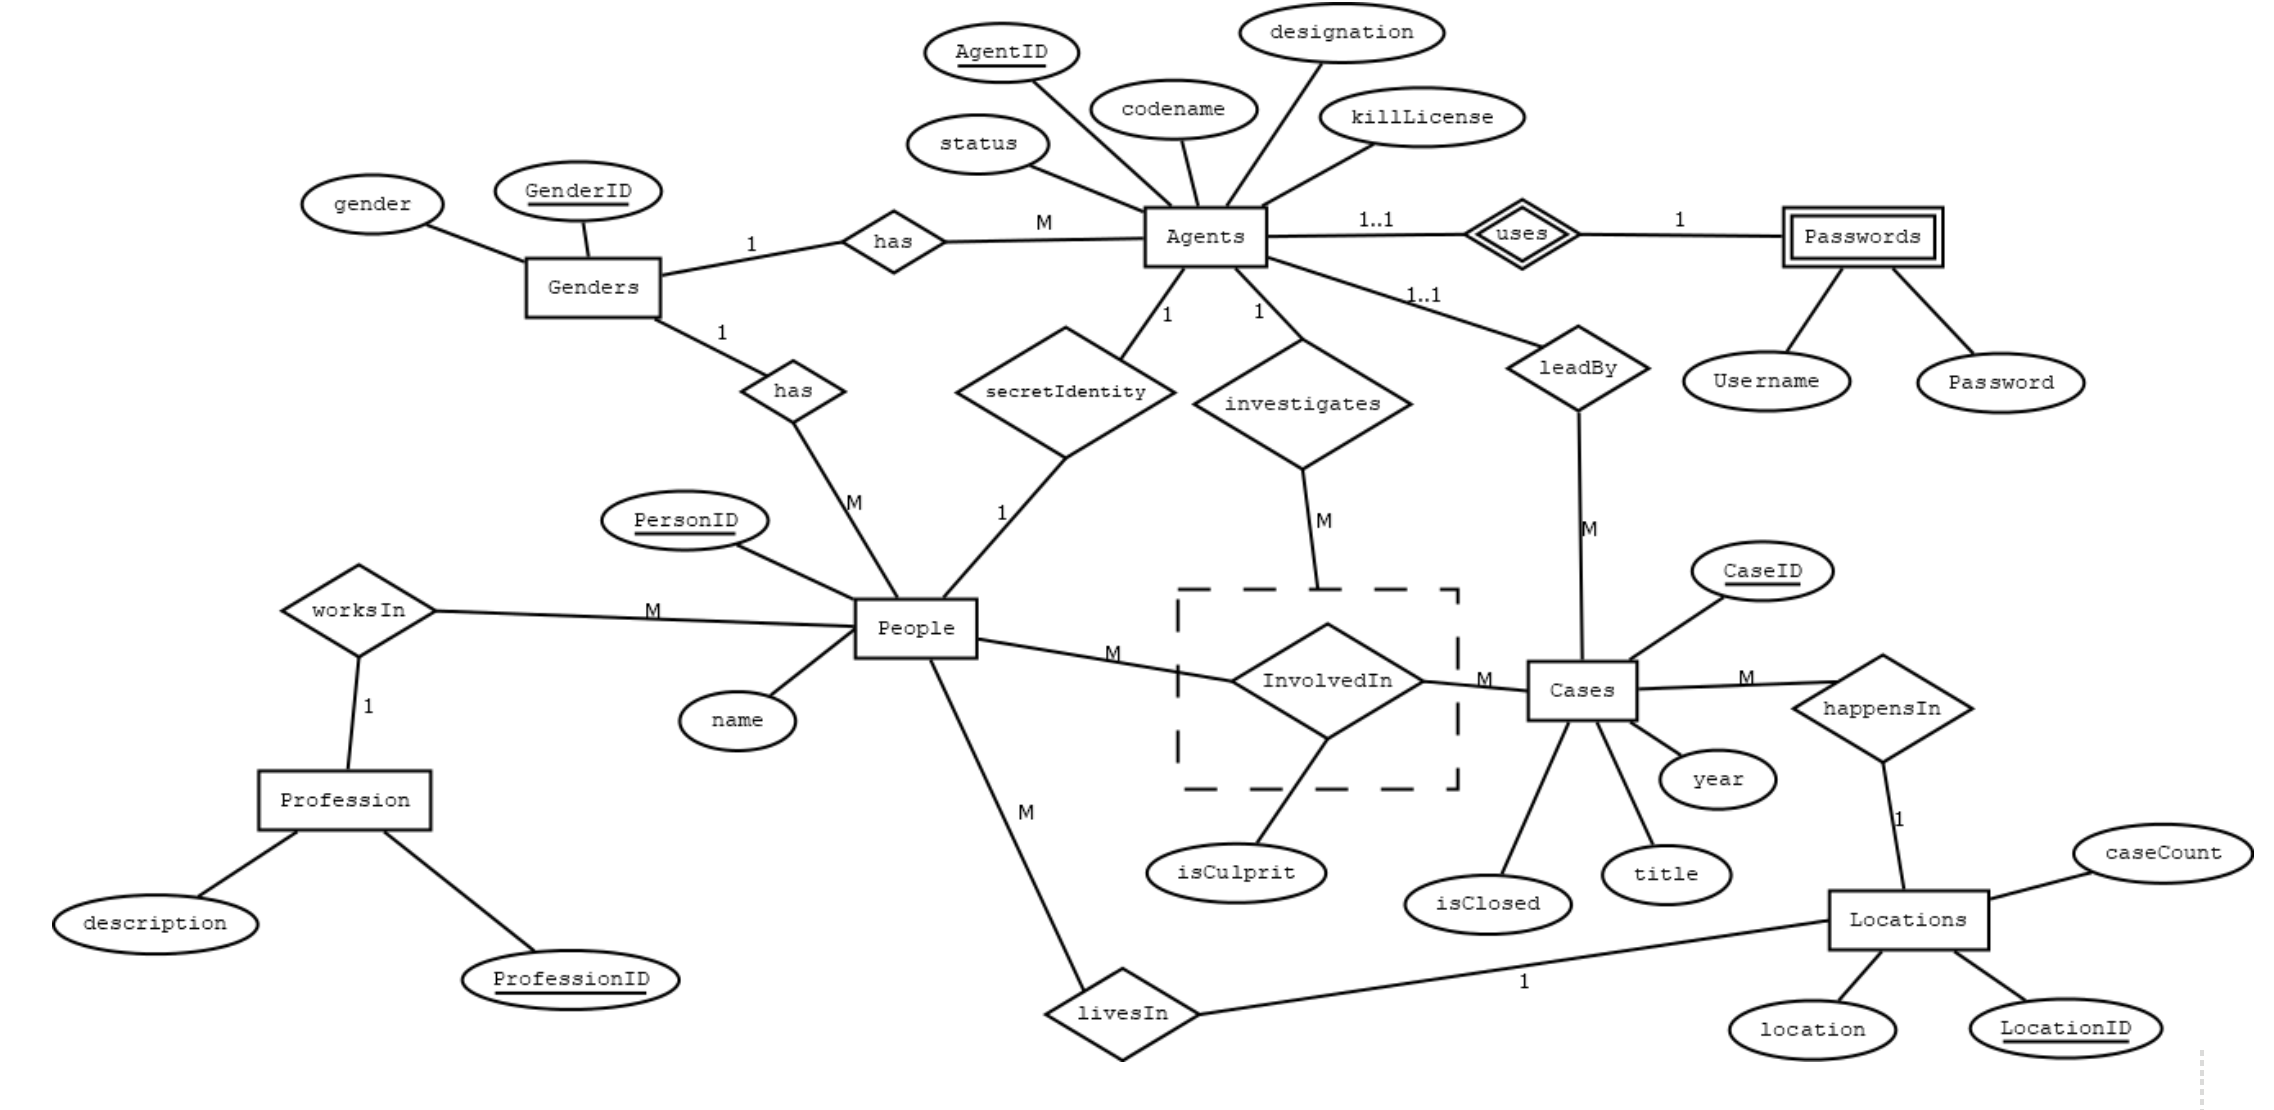 designation
AgentID
codename
killLicense
status
GenderID
gender
has
M
1
1..1
uses
1
Passwords
Agents
Genders
1
1
1
1..1
leadBy
has
secretIdentity
investigates
Username
Password
M
1
M
M
PersonID
CaseID
worksIn
M
People
M
InvolvedIn
M
Cases
M
happensIn
1
name
year
Profession
M
1
caseCount
isCulprit
title
isClosed
description
Locations
ProfessionID
1
livesIn
location
LocationID